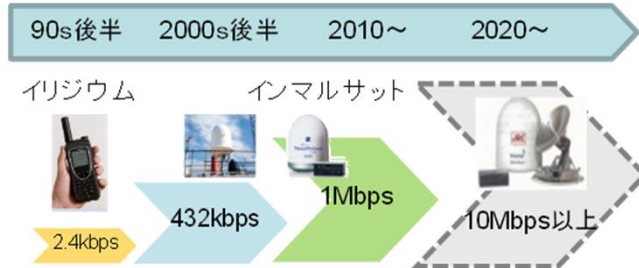 90s後半 2000s後半 2010～ 2020～
イリジウム インマルサット
2.4kbps
432kbps
1Mbps
10Mbps以上